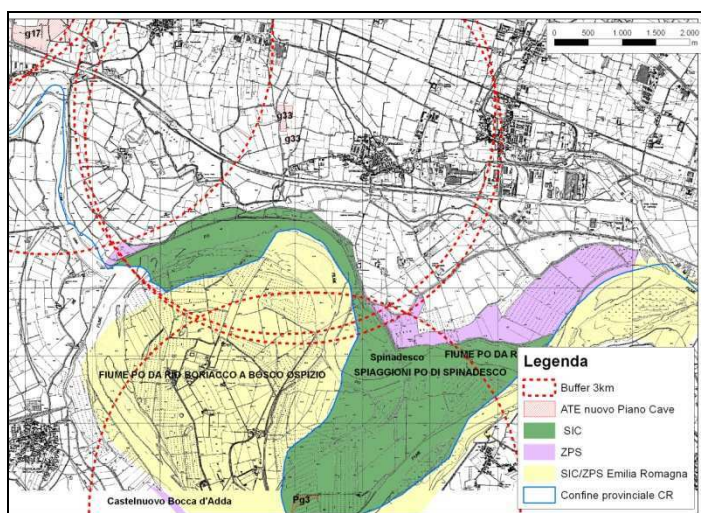 g17
0 500 1.000 1.500 2.000
m
g33
g33
Spinadesco
FIUME PO DA R
FIUME PO DA RIO BORIACCO A BOSCO OSPIZIO
SPIAGGIONI PO DI SPINADESCO
Castelnuovo Bocca d'Adda
Pg3
Legenda
Buffer 3km
ATE nuovo Piano Cave
SIC
ZPS
SIC/ZPS Emilia Romagna
Confine provinciale CR